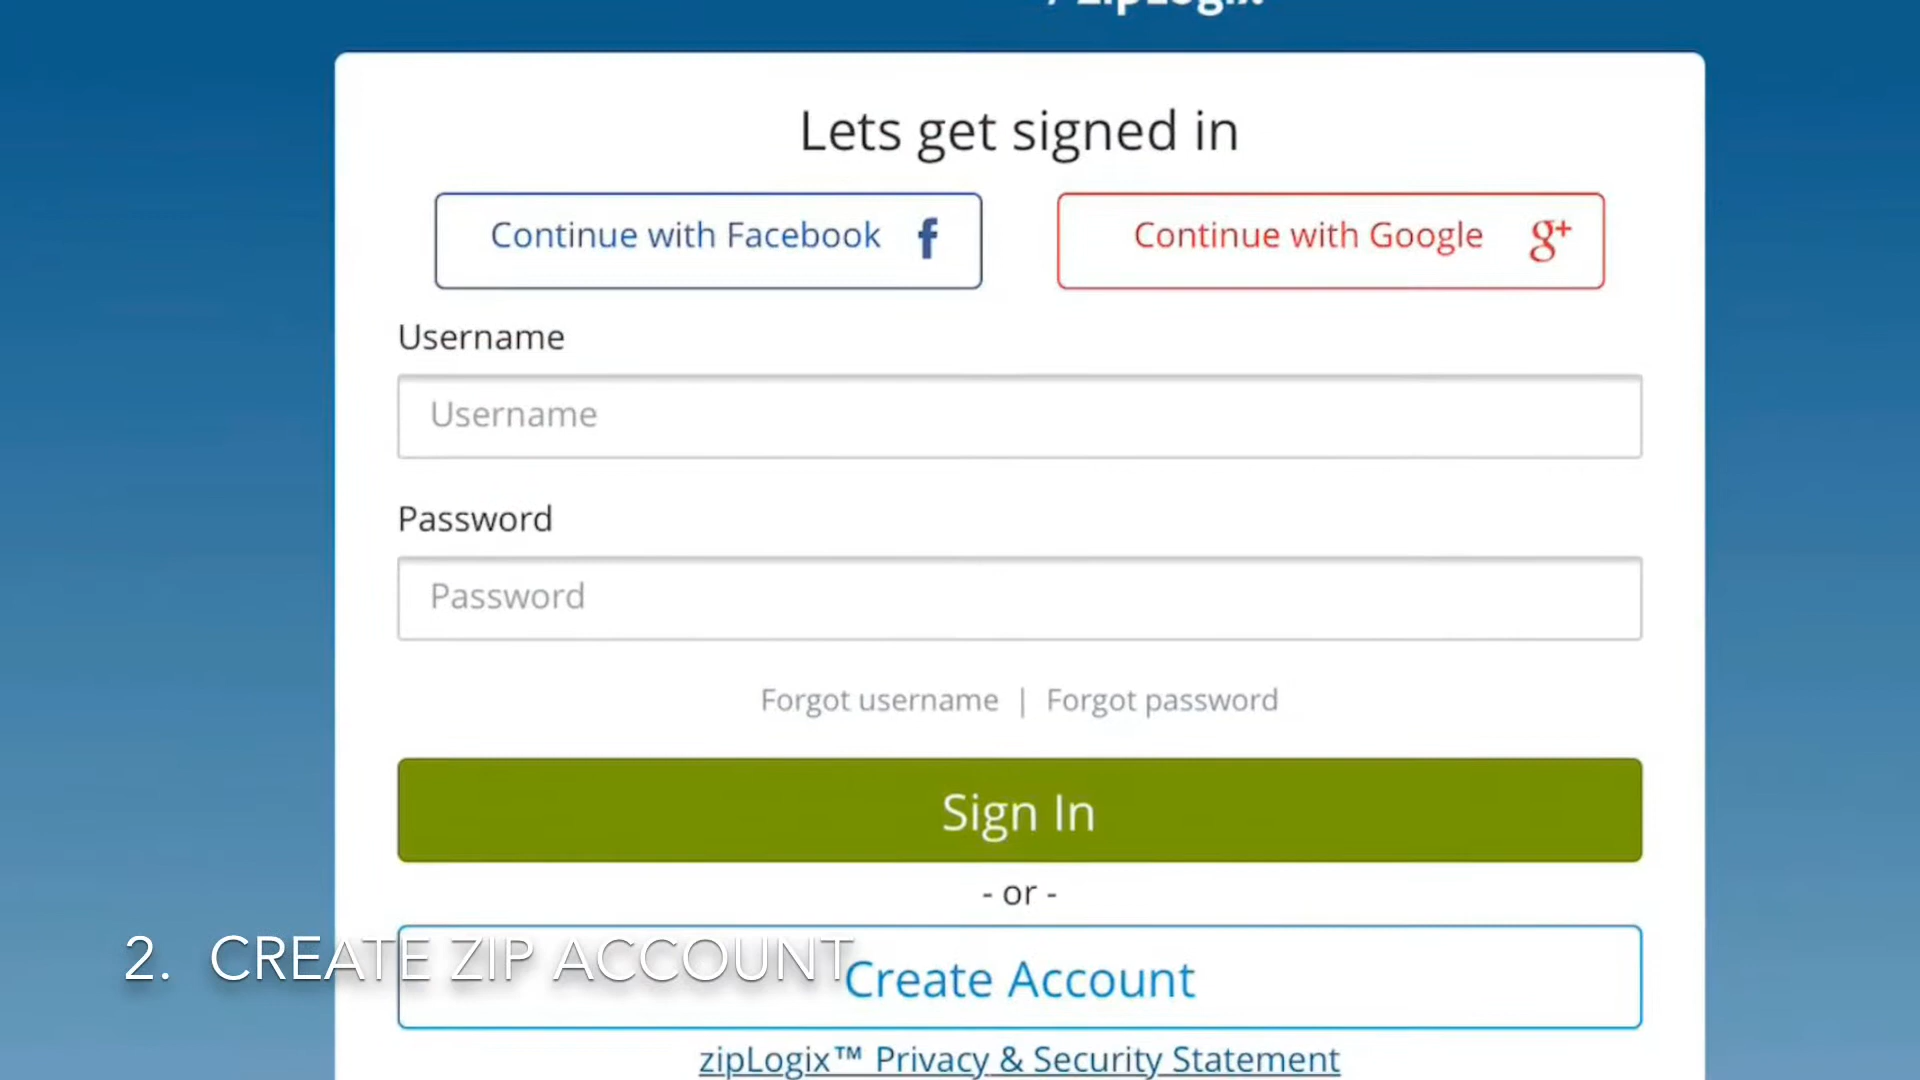 zipLogix
Lets get signed in
Continue with Facebook f
Continue with Google g+
Username
Username
Password
Password
Forgot username | Forgot password
Sign In
- or -
2. CREATE ZIP ACCOUNT
Create Account
zipLogix™ Privacy & Security Statement